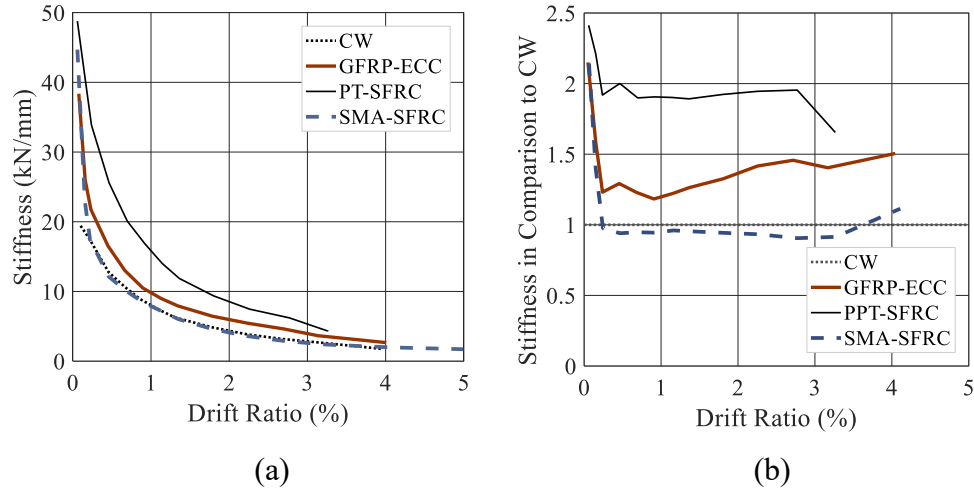 50
40
30
20
10
0
0 1 2 3 4 5
Stiffness (kN/mm)
Drift Ratio (%)
CW
GFRP-ECC
PT-SFRC
SMA-SFRC
(a)
2.5
2
1.5
1
0.5
0
0 1 2 3 4 5
Stiffness in Comparison to CW
Drift Ratio (%)
CW
GFRP-ECC
PPT-SFRC
SMA-SFRC
(b)